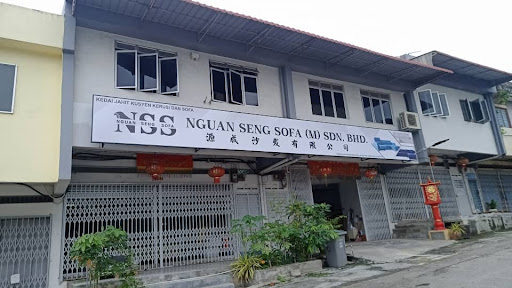 KEDAI JAHIT KUSYEN KERUSI DAN SOFA
NSS
NGUAN SENG SOFA
NGUAN SENG SOFA (M) SDN. BHD.
源成沙发有限公司